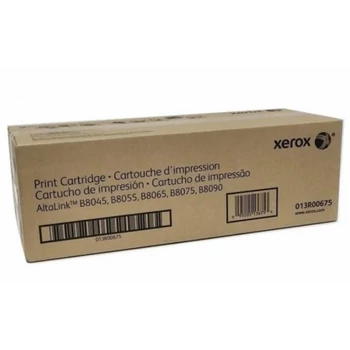 xerox
Print Cartridge • Cartouche d'impression
Cartucho de impresión • Cartucho de impressão
AltaLink™ B8045, B8055, B8065, B8075, B8090
013R00675
013R00675
www.xerox.com